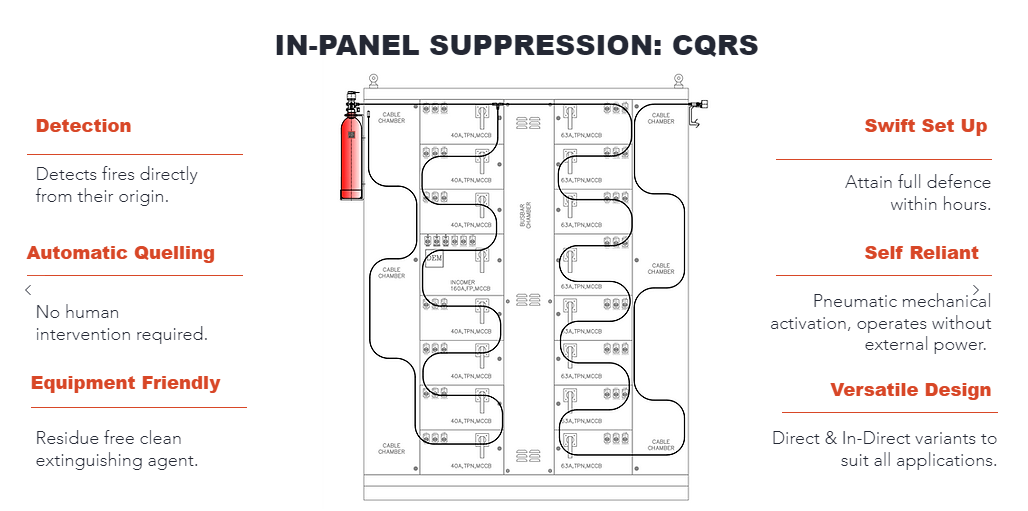 IN-PANEL SUPPRESSION: CQRS
Detection
Detects fires directly
from their origin.
Automatic Quelling
No human
intervention required.
Equipment Friendly
Residue free clean
extinguishing agent.
CABLE
CHAMBER
CABLE
CHAMBER
CABLE
CHAMBER
40A,TPN,MCCB
40A,TPN,MCCB
40A,TPN,MCCB
OEM
INCOMER
160A,FP,MCCB
40A,TPN,MCCB
40A,TPN,MCCB
40A,TPN,MCCB
40A,TPN,MCCB
BUSBAR
CHAMBER
63A,TPN,MCCB
63A,TPN,MCCB
63A,TPN,MCCB
63A,TPN,MCCB
63A,TPN,MCCB
63A,TPN,MCCB
63A,TPN,MCCB
63A,TPN,MCCB
CABLE
CHAMBER
CABLE
CHAMBER
CABLE
CHAMBER
Swift Set Up
Attain full defence
within hours.
Self Reliant
Pneumatic mechanical
activation, operates without
external power.
Versatile Design
Direct & In-Direct variants to
suit all applications.